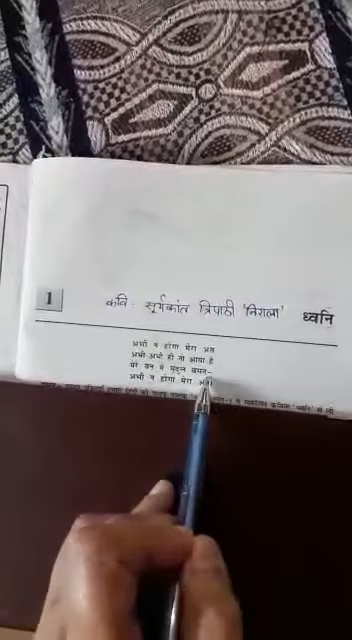 1
कवि - सूर्यकांत त्रिपाठी 'निराला' ध्वनि
अभी न होगा मेरा अंत
अभी-अभी ही तो आया है
मेरे वन में मृदुल वसंत-
अभी न होगा मेरा अंत।